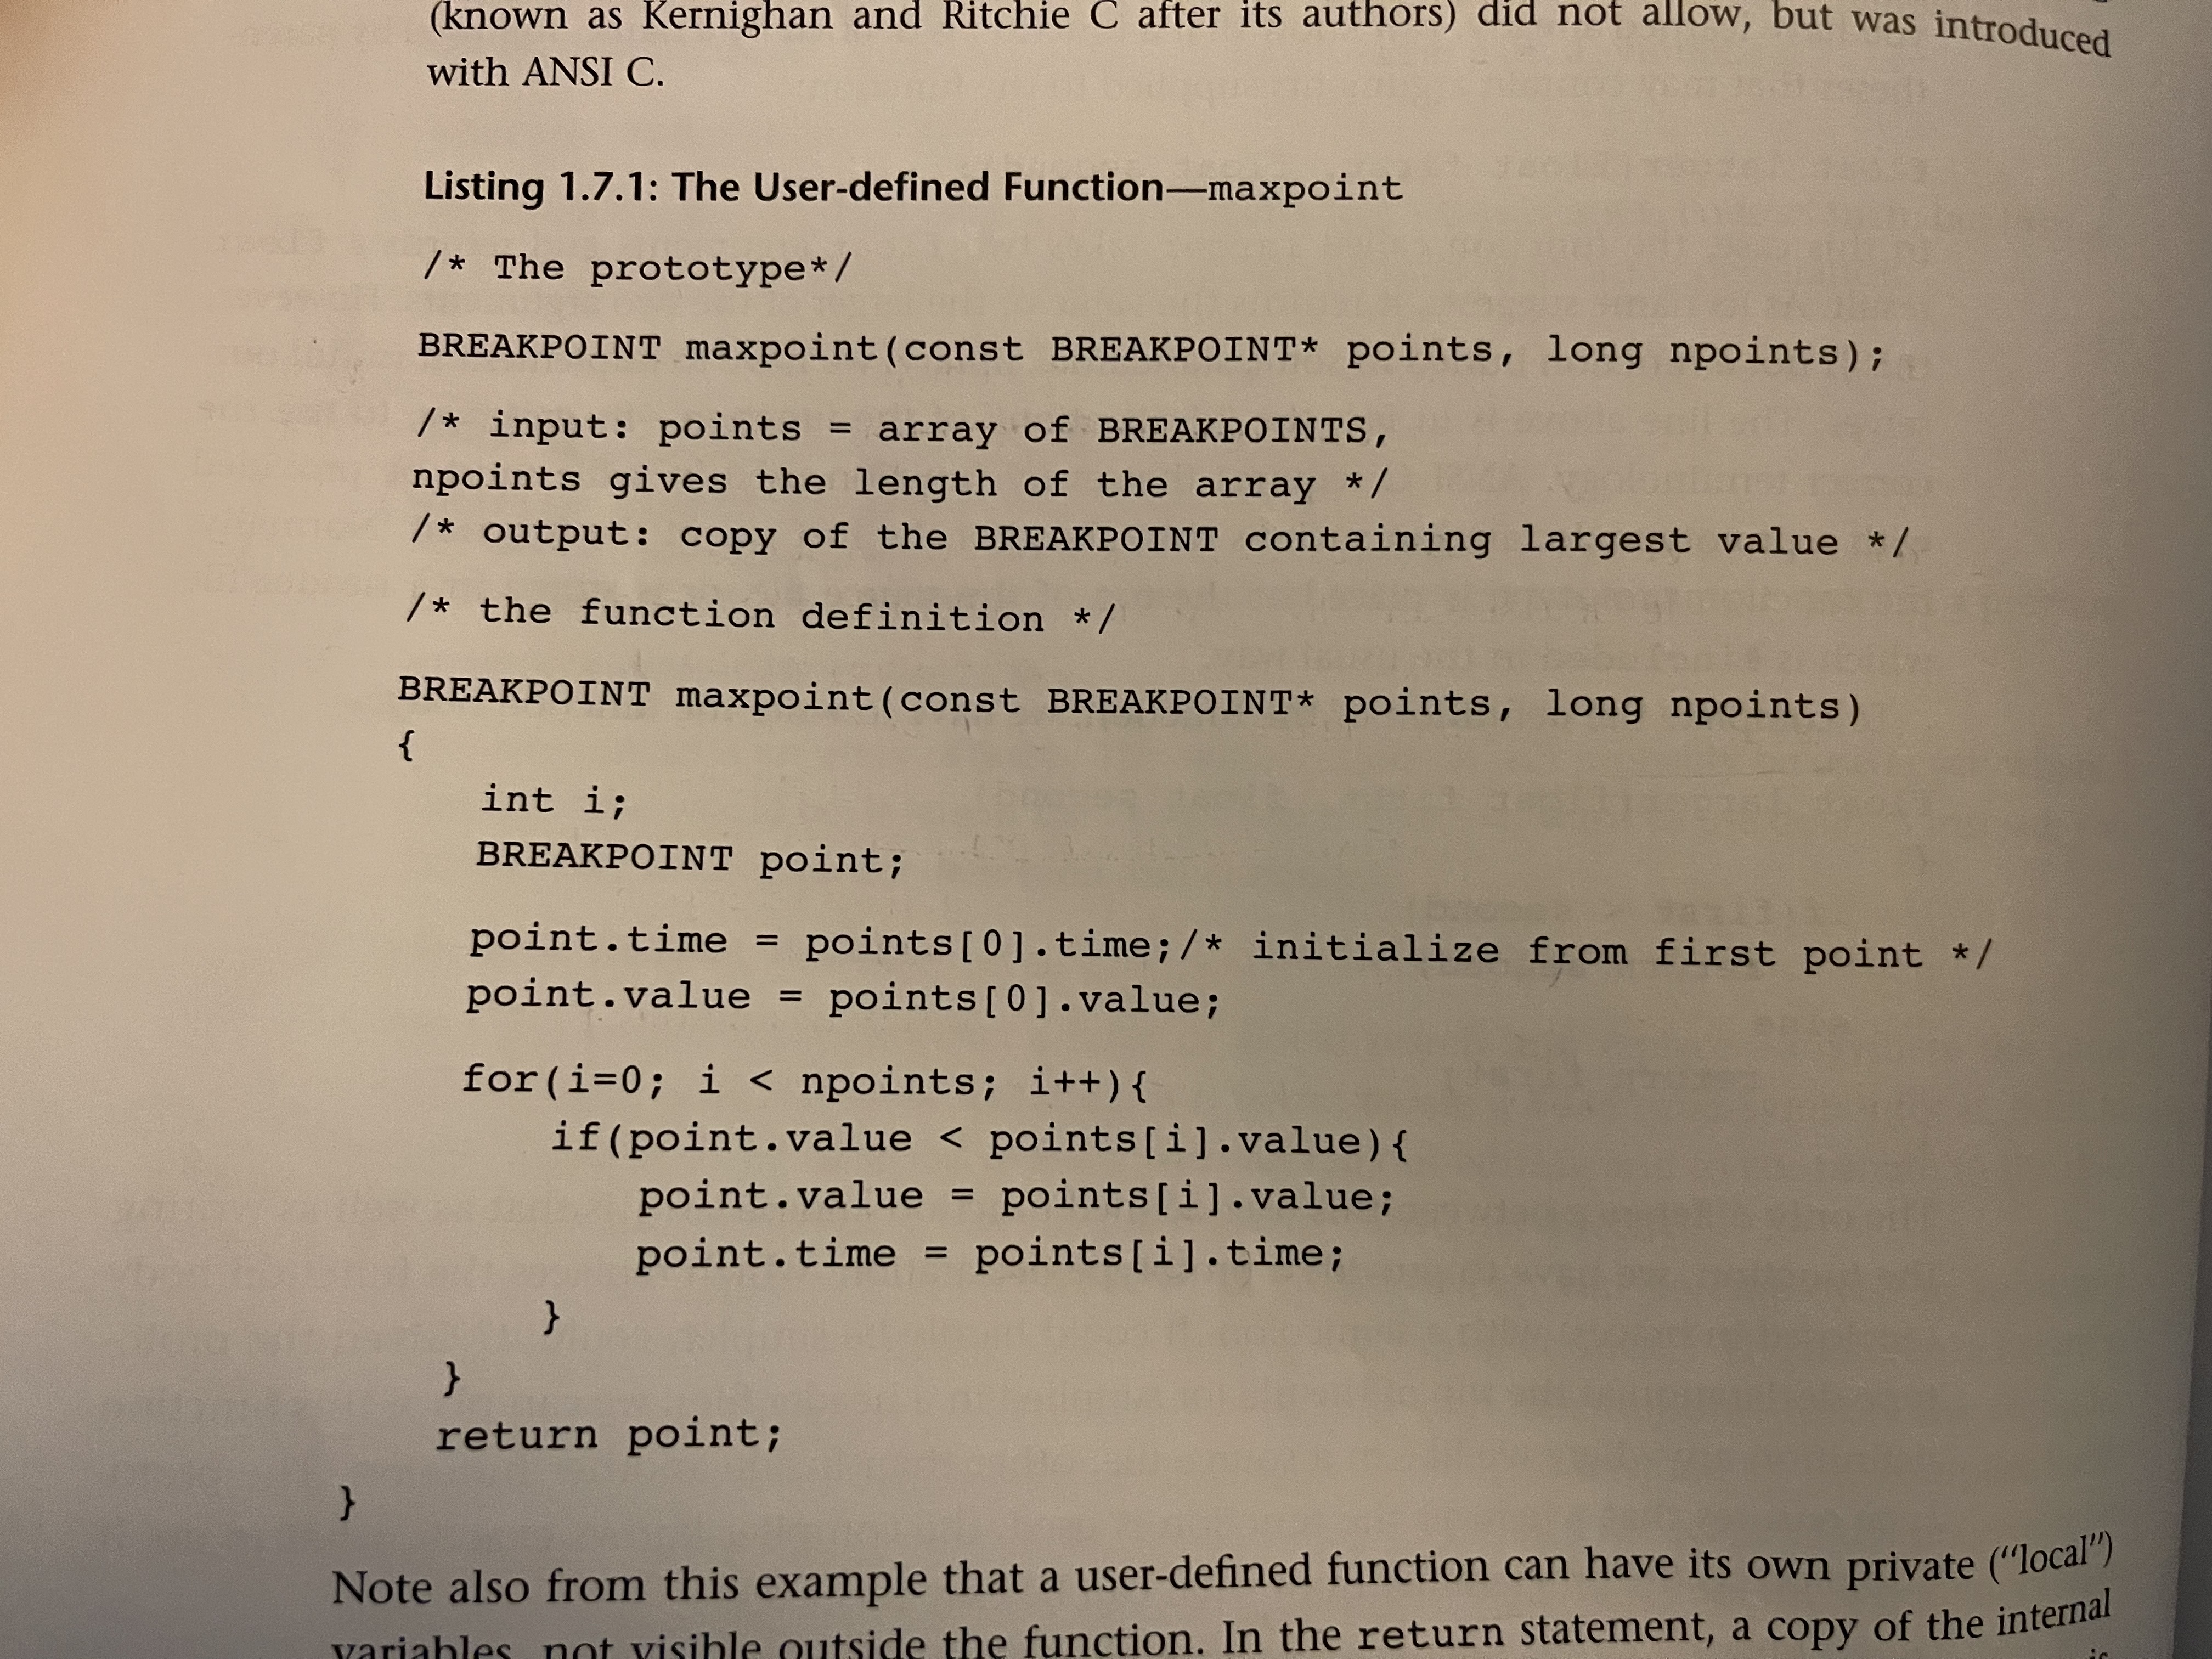 (known as Kernighan and Ritchie C after its authors) did not allow, but was introduced
with ANSI C.
Listing 1.7.1: The User-defined Function—maxpoint
/* The prototype*/
BREAKPOINT maxpoint(const BREAKPOINT* points, long npoints);
/* input: points = array of BREAKPOINTS,
npoints gives the length of the array */
/* output: copy of the BREAKPOINT containing largest value */
/* the function definition */
BREAKPOINT maxpoint(const BREAKPOINT* points, long npoints)
{
int i;
BREAKPOINT point;
point.time = points[0].time;/* initialize from first point */
point.value = points[0].value;
for(i=0; i < npoints; i++){
if(point.value < points[i].value){
point.value = points[i].value;
point.time = points[i].time;
}
}
return point;
}
Note also from this example that a user-defined function can have its own private (“local”)
variables, not visible outside the function. In the return statement, a copy of the internal